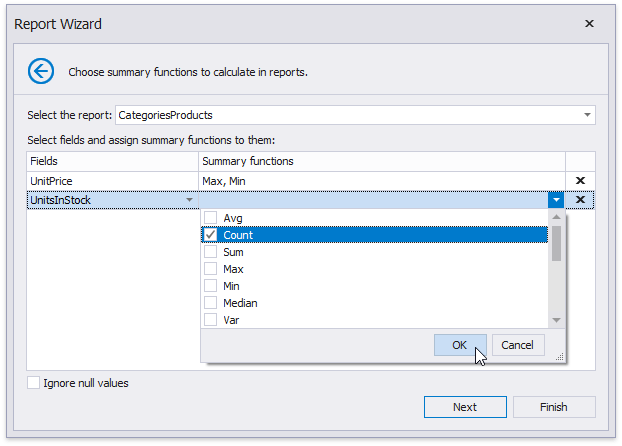 Report Wizard
Choose summary functions to calculate in reports.
Select the report: CategoriesProducts
Select fields and assign summary functions to them:
Fields Summary functions
UnitPrice Max, Min
UnitsInStock
Avg
Count
Sum
Max
Min
Median
Var
OK Cancel
Ignore null values
Next Finish